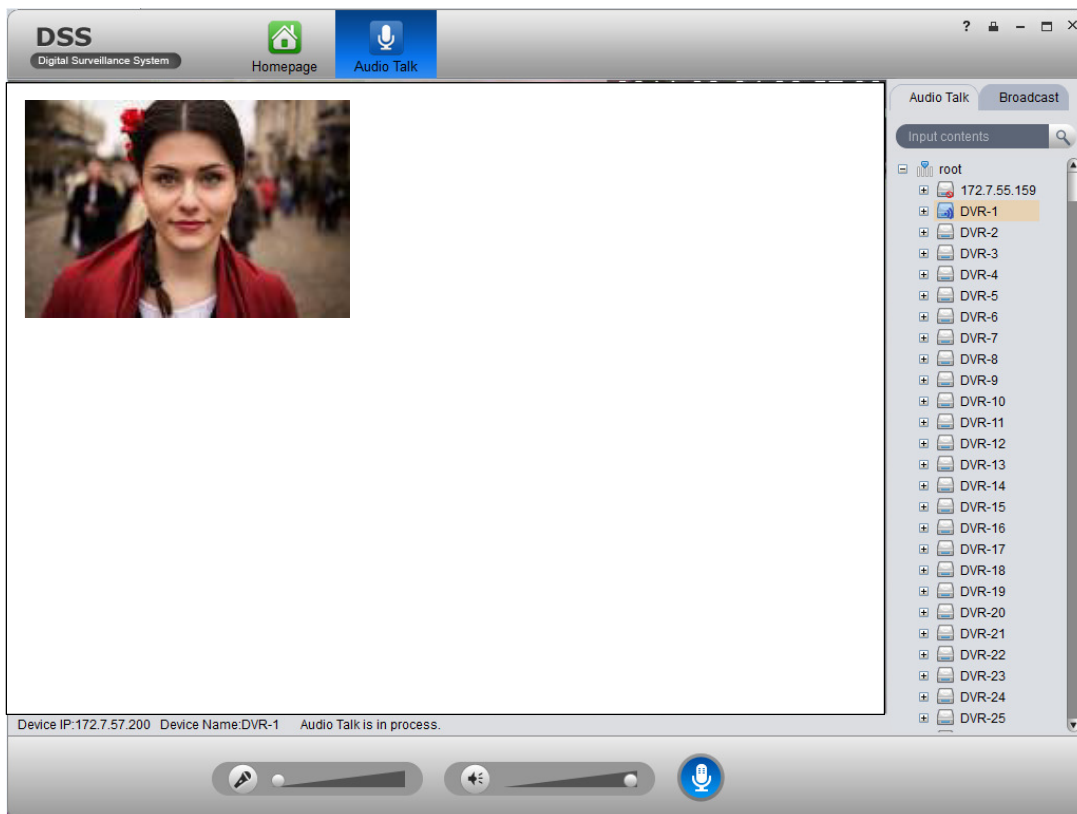 DSS
Digital Surveillance System
Homepage
Audio Talk
?
Audio Talk
Broadcast
Input contents
root
172.7.55.159
DVR-1
DVR-2
DVR-3
DVR-4
DVR-5
DVR-6
DVR-7
DVR-8
DVR-9
DVR-10
DVR-11
DVR-12
DVR-13
DVR-14
DVR-15
DVR-16
DVR-17
DVR-18
DVR-19
DVR-20
DVR-21
DVR-22
DVR-23
DVR-24
DVR-25
Device IP:172.7.57.200 Device Name:DVR-1 Audio Talk is in process.